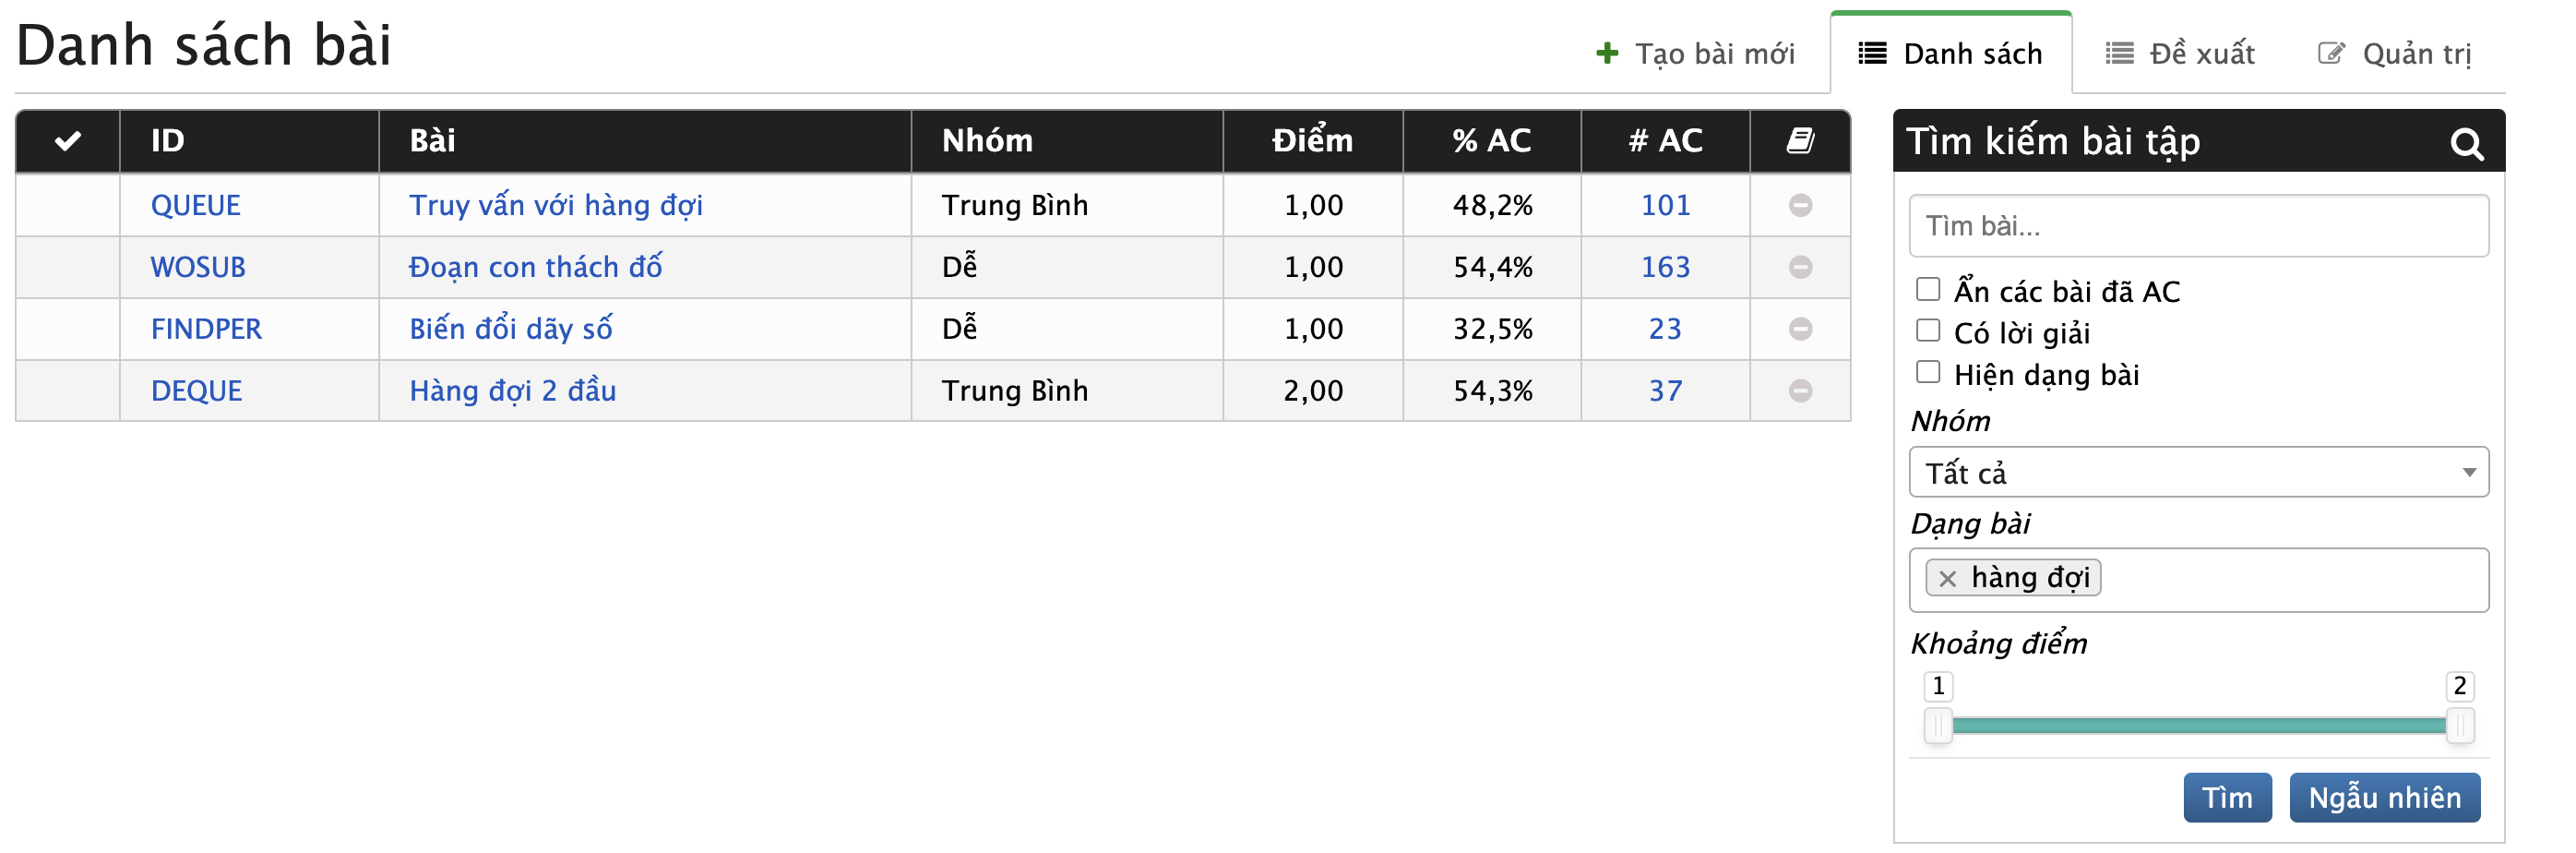 Danh sách bài
Tạo bài mới
Danh sách
Đề xuất
Quản trị
ID Bài Nhóm Điểm % AC # AC
QUEUE Truy vấn với hàng đợi Trung Bình 1,00 48,2% 101
WOSUB Đoạn con thách đố Dễ 1,00 54,4% 163
FINDPER Biến đổi dãy số Dễ 1,00 32,5% 23
DEQUE Hàng đợi 2 đầu Trung Bình 2,00 54,3% 37
Tìm kiếm bài tập
Tìm bài...
Ẩn các bài đã AC
Có lời giải
Hiện dạng bài
Nhóm
Tất cả
Dạng bài
× hàng đợi
Khoảng điểm
1 2
Tìm Ngẫu nhiên